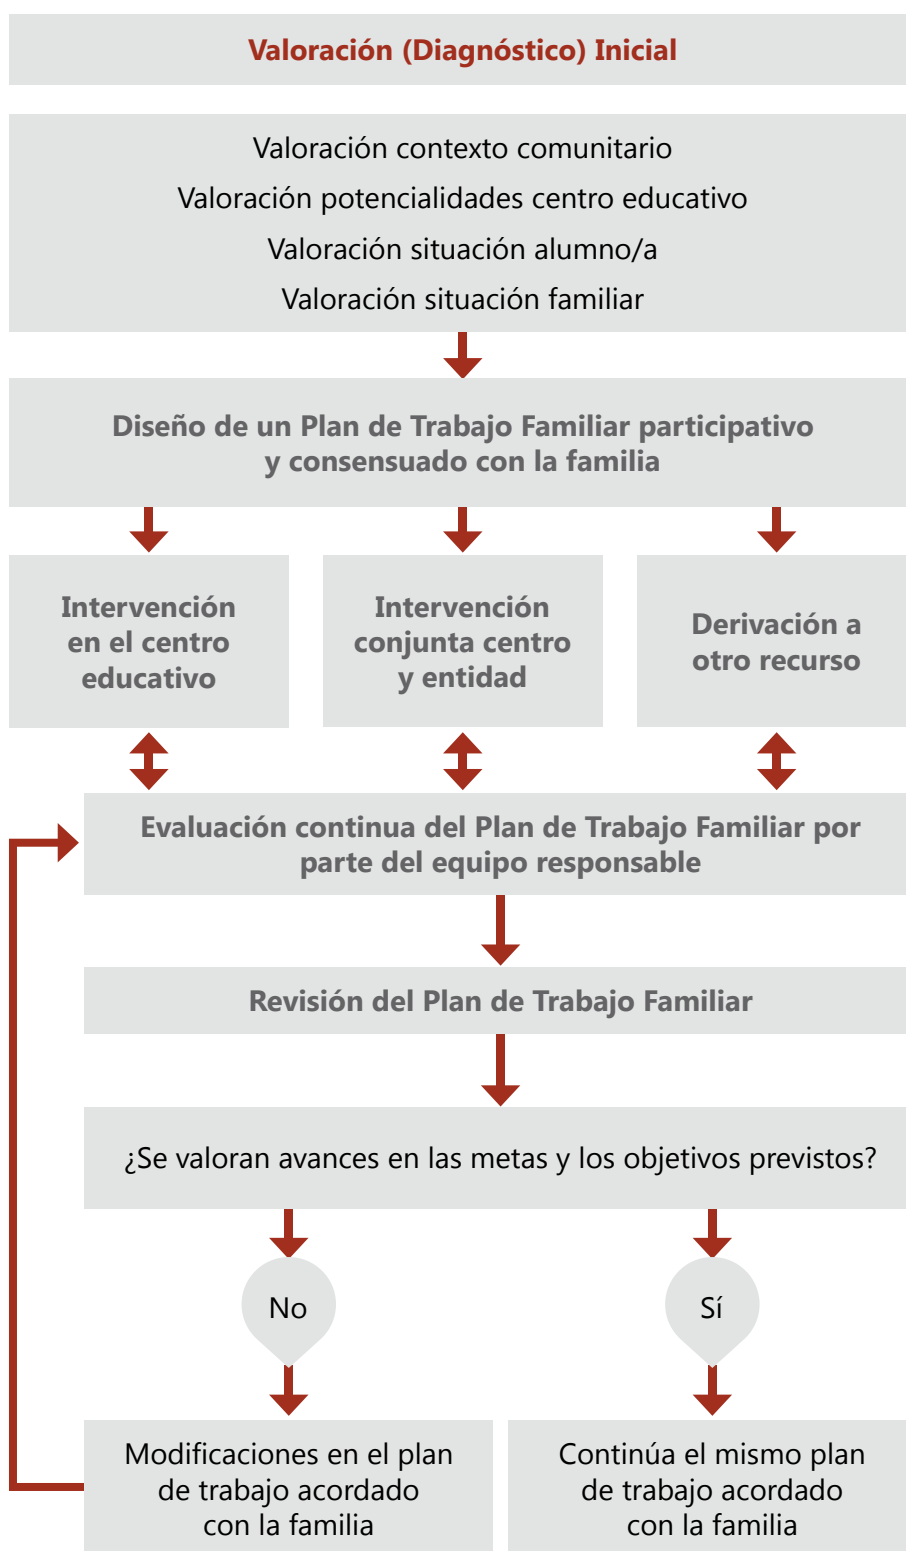 Valoración (Diagnóstico) Inicial
Valoración contexto comunitario
Valoración potencialidades centro educativo
Valoración situación alumno/a
Valoración situación familiar
Diseño de un Plan de Trabajo Familiar participativo
y consensuado con la familia
Intervención
en el centro
educativo
Intervención
conjunta centro
y entidad
Derivación a
otro recurso
Evaluación continua del Plan de Trabajo Familiar por
parte del equipo responsable
Revisión del Plan de Trabajo Familiar
¿Se valoran avances en las metas y los objetivos previstos?
No
Sí
Modificaciones en el plan
de trabajo acordado
con la familia
Continúa el mismo plan
de trabajo acordado
con la familia